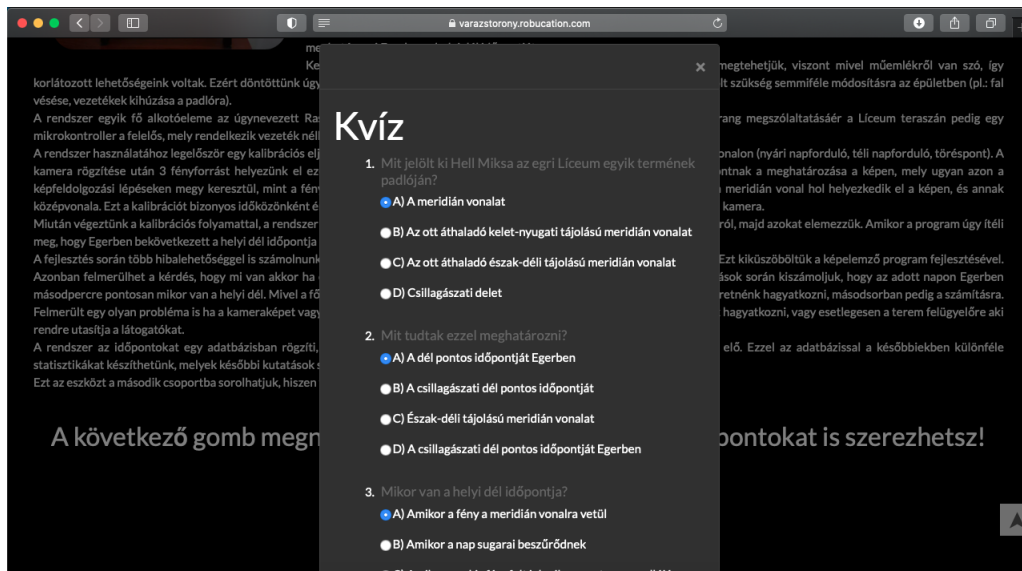 varazstorony.robucation.com
me
Ke
megtehetjük, viszont mivel műemlékről van szó, így
korlátozott lehetőségeink voltak. Ezért döntöttünk úgy
lt szükség semmiféle módosításra az épületben (pl.: fal
vésése, vezetékek kihúzása a padlóra).
A rendszer egyik fő alkotóeleme az úgynevezett Ras
rang megszólaltatásáér a Líceum teraszán pedig egy
mikrokontroller a felelős, mely rendelkezik vezeték néll
A rendszer használatához legelőször egy kalibrációs elj
onalon (nyári napforduló, téli napforduló, töréspont). A
kamera rögzítése után 3 fényforrást helyezünk el ez
ontnak a meghatározása a képen, mely ugyan azon a
képfeldolgozási lépéseken megy keresztül, mint a fén
meridián vonal hol helyezkedik el a képen, és annak
középvonala. Ezt a kalibrációt bizonyos időközönként é
kamera.
Miután végeztünk a kalibrációs folyamattal, a rendszer
ról, majd azokat elemezzük. Amikor a program úgy ítéli
meg, hogy Egerben bekövetkezett a helyi dél időpontja
A fejlesztés során több hibalehetőséggel is számolnunk
Ezt kiküszöböltük a képelemző program fejlesztésével.
Azonban felmerülhet a kérdés, hogy mi van akkor ha
ások során kiszámoljuk, hogy az adott napon Egerben
másodpercre pontosan mikor van a helyi dél. Mivel a fő
retnénk hagyatkozni, másodsorban pedig a számításra.
Felmerült egy olyan probléma is ha a kameraképet vagy
hagyatkozni, vagy esetlegesen a terem felügyelőre aki
rendre utasítja a látogatókat.
A rendszer az időpontokat egy adatbázisban rögzíti,
elő. Ezzel az adatbázissal a későbbiekben különféle
statisztikákat készíthetünk, melyek későbbi kutatások s
Ezt az eszközt a második csoportba sorolhatjuk, hiszen
A következő gomb megn
pontokat is szerezhetsz!
×
Kvíz
1. Mit jelölt ki Hell Miksa az egri Líceum egyik termének
padlóján?
A) A meridián vonalat
B) Az ott áthaladó kelet-nyugati tájolású meridián vonalat
C) Az ott áthaladó észak-déli tájolású meridián vonalat
D) Csillagászati delet
2. Mit tudtak ezzel meghatározni?
A) A dél pontos időpontját Egerben
B) A csillagászati dél pontos időpontját
C) Észak-déli tájolású meridián vonalat
D) A csillagászati dél pontos időpontját Egerben
3. Mikor van a helyi dél időpontja?
A) Amikor a fény a meridián vonalra vetül
B) Amikor a nap sugarai beszűrődnek